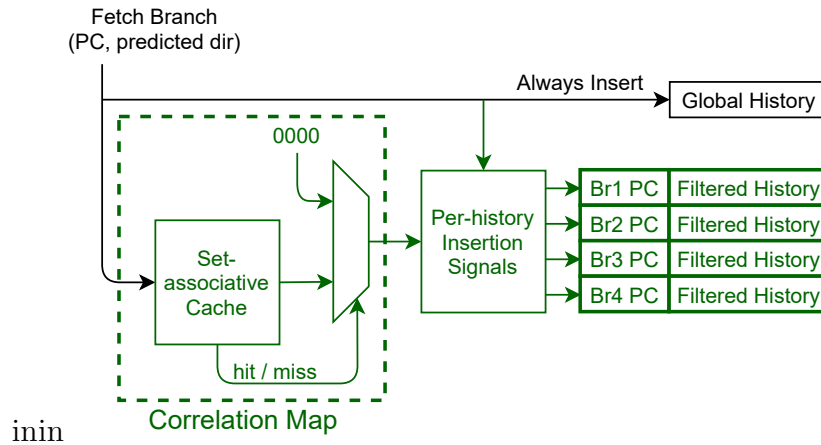 Fetch Branch
(PC, predicted dir)
Always Insert
Global History
0000
Set-
associative
Cache
hit / miss
Correlation Map
Per-history
Insertion
Signals
Br1 PC Filtered History
Br2 PC Filtered History
Br3 PC Filtered History
Br4 PC Filtered History
inin